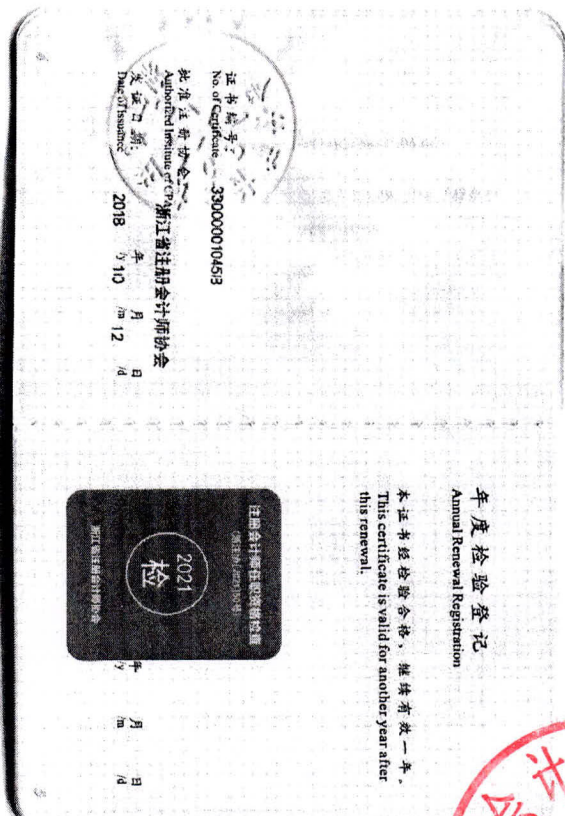 证书编号:
No. of Certificate
330000010458
批准注册协会:
Authorized Institute of CPAs
浙江省注册会计师协会
发证日期:
Date of Issuance
2018 年 /y 10 月 /m 12 日 /d
4
年度检验登记
Annual Renewal Registration
本证书经检验合格,继续有效一年。
This certificate is valid for another year after
this renewal.
注册会计师任职资格检查
2021
检
浙江省注册会计师协会
年 月 日
/y /m /d
5
计